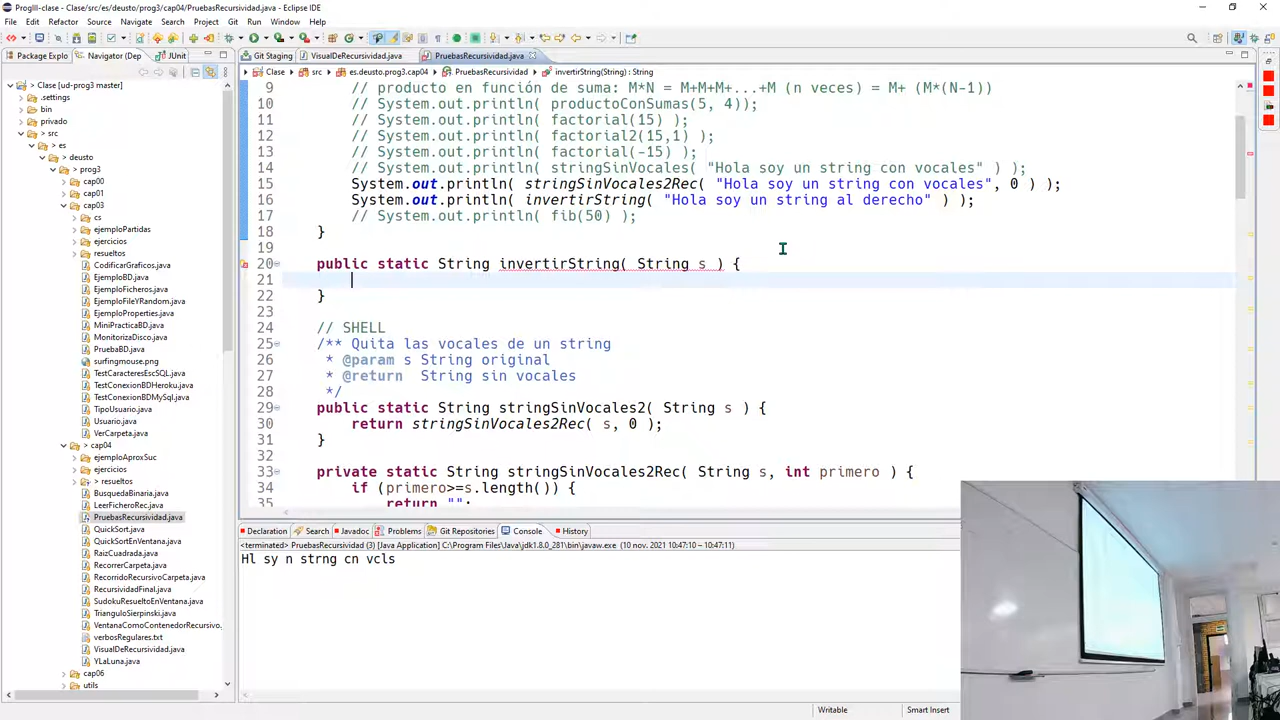 ProgIII-clase - Clase/src/es/deusto/prog3/cap04/PruebasRecursividad.java - Eclipse IDE
File Edit Refactor Source Navigate Search Project Git Run Window Help
Package Explo Navigator (Dep JUnit
Git Staging VisualDeRecursividad.java PruebasRecursividad.java
Clase src es.deusto.prog3.cap04 PruebasRecursividad invertirString(String) : String
Clase [ud-prog3 master]
.settings
bin
privado
> src
> es
> deusto
> prog3
cap00
cap01
cap03
cs
ejemploPartidas
ejercicios
resueltos
CodificarGraficos.java
EjemploBD.java
EjemploFicheros.java
EjemploFileYRandom.java
EjemploProperties.java
MiniPracticaBD.java
MonitorizaDisco.java
PruebaBD.java
surfingmouse.png
TestCaracteresEscSQL.java
TestConexionBDHeroku.java
TestConexionBDMySql.java
TipoUsuario.java
Usuario.java
VerCarpeta.java
> cap04
ejemploAproxSuc
ejercicios
> resueltos
BusquedaBinaria.java
LeerFicheroRec.java
PruebasRecursividad.java
QuickSort.java
QuickSortEnVentana.java
RaizCuadrada.java
RecorrerCarpeta.java
RecorridoRecursivoCarpeta.java
RecursividadFinal.java
SudokuResueltoEnVentana.java
TrianguloSierpinski.java
VentanaComoContenedorRecursivo.
verbosRegulares.txt
VisualDeRecursividad.java
YLaLuna.java
cap06
utils
9 // producto en función de suma: M*N = M+M+M+...+M (n veces) = M+ (M*(N-1))
10 // System.out.println( productoConSumas(5, 4));
11 // System.out.println( factorial(15) );
12 // System.out.println( factorial2(15,1) );
13 // System.out.println( factorial(-15) );
14 // System.out.println( stringSinVocales( "Hola soy un string con vocales" ) );
15 System.out.println( stringSinVocales2Rec( "Hola soy un string con vocales", 0 ) );
16 System.out.println( invertirString( "Hola soy un string al derecho" ) );
17 // System.out.println( fib(50) );
18 }
19
20 public static String invertirString( String s ) {
21
22 }
23
24 // SHELL
25 /** Quita las vocales de un string
26 * @param s String original
27 * @return String sin vocales
28 */
29 public static String stringSinVocales2( String s ) {
30 return stringSinVocales2Rec( s, 0 );
31 }
32
33 private static String stringSinVocales2Rec( String s, int primero ) {
34 if (primero>=s.length()) {
35 return "";
Declaration Search Javadoc Problems Git Repositories Console History
<terminated> PruebasRecursividad (3) [Java Application] C:\Program Files\Java\jdk1.8.0_281\bin\javaw.exe (10 nov. 2021 10:47:10 – 10:47:11)
Hl sy n strng cn vcls
Writable Smart Insert